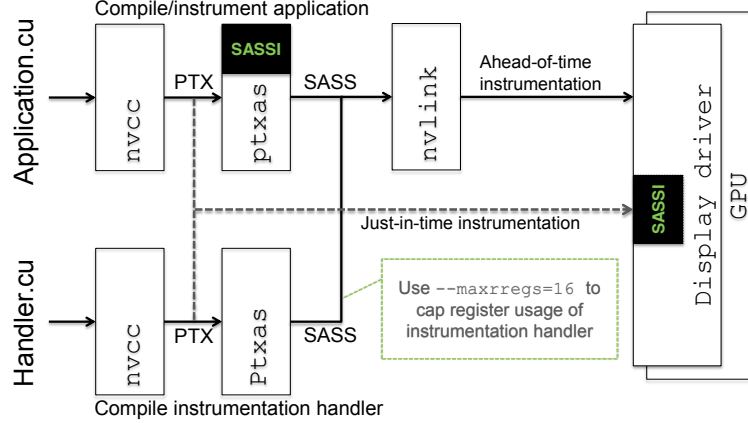 Compile/instrument application
Application.cu
nvcc
PTX
SASSI
ptxas
SASS
nvlink
Ahead-of-time
instrumentation
Display driver
SASSI
GPU
Just-in-time instrumentation
Handler.cu
nvcc
PTX
Ptxas
SASS
Use --maxrregs=16 to
cap register usage of
instrumentation handler
Compile instrumentation handler